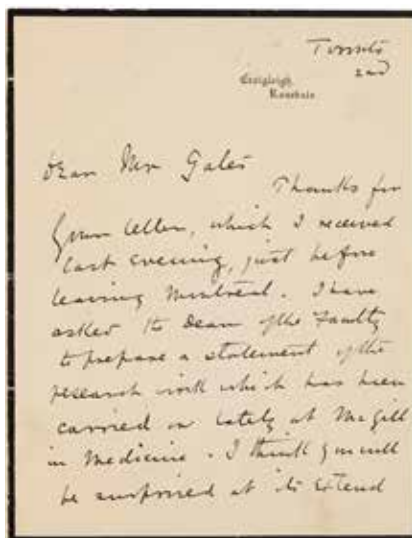 Toronto
2nd
Craigleigh,
Rosedale.
Dear Mr Gates
Thanks for
your letter, which I received
last evening, just before
leaving Montreal. I have
asked the Dean of the Faculty
to prepare a statement of the
research work which has been
carried on lately at McGill
in Medicine. I think you will
be surprised at its extend